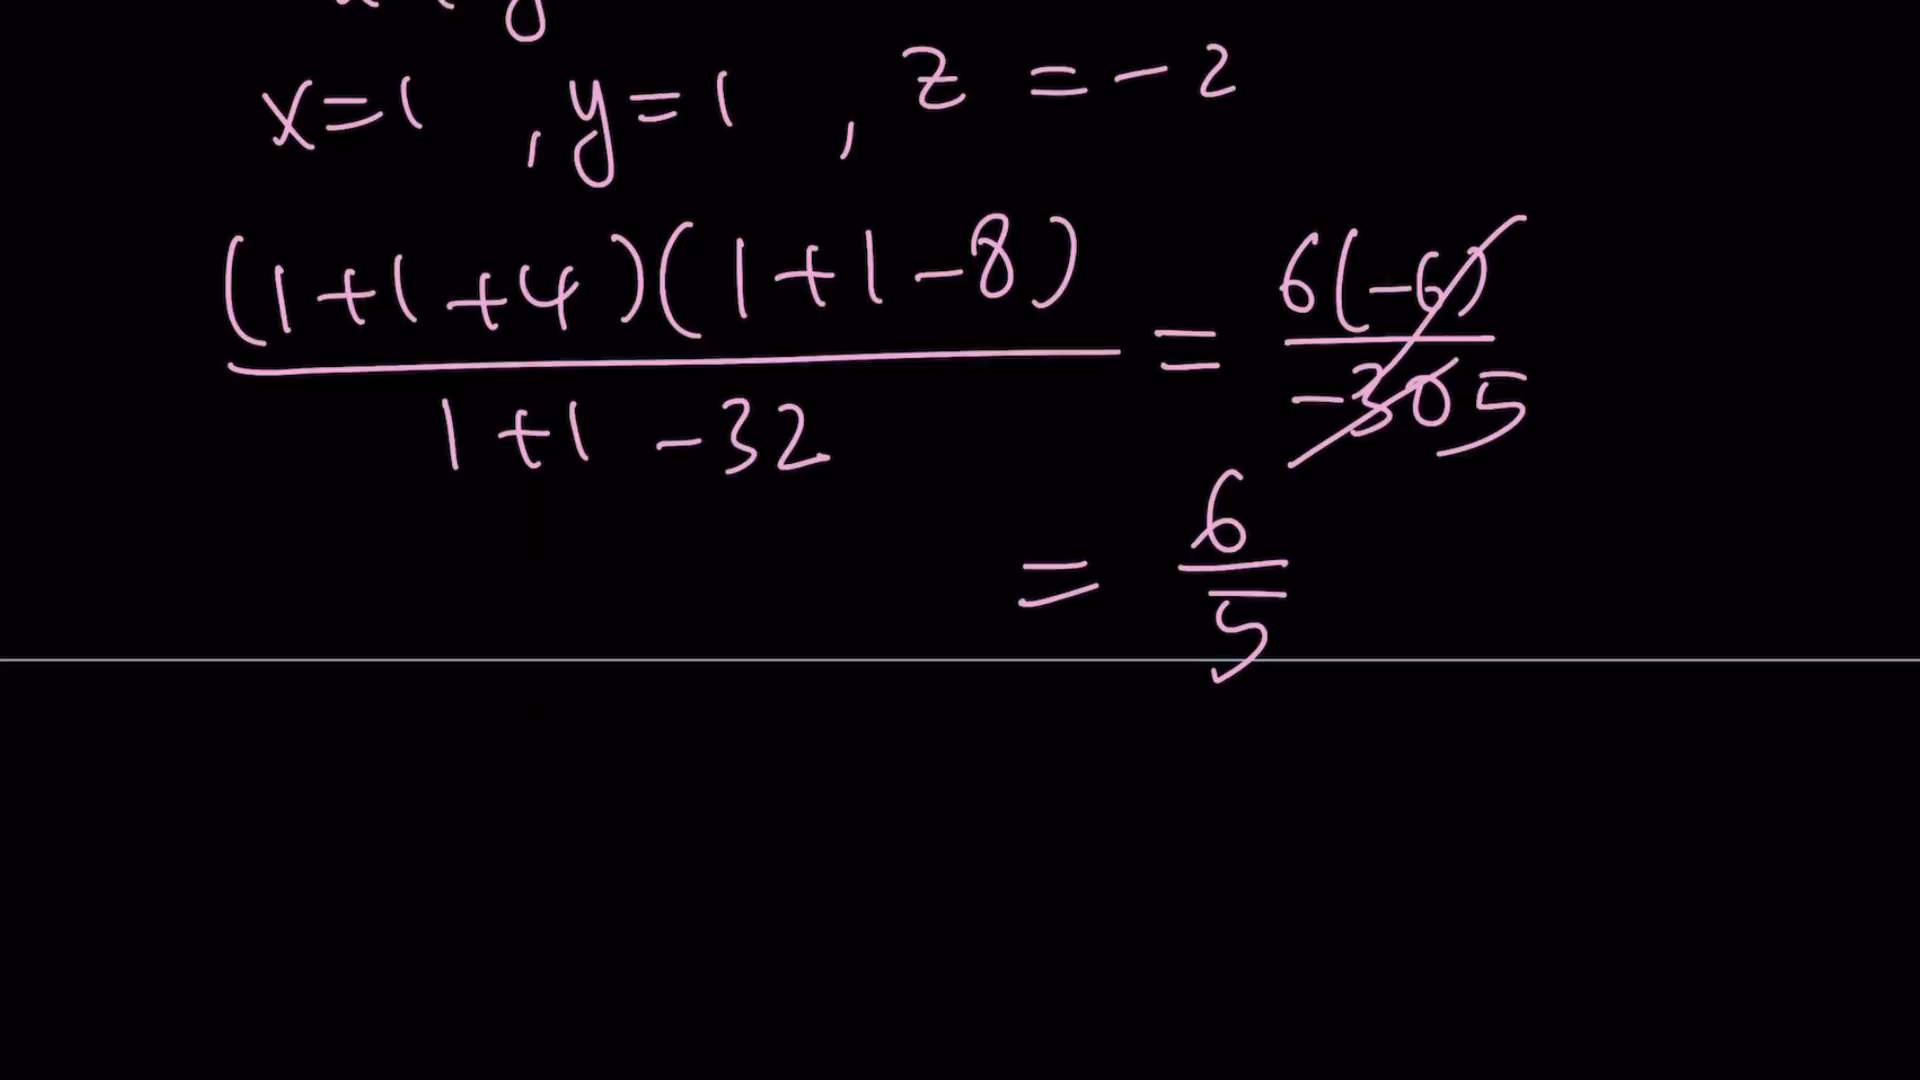 x=1 , y=1 , z = -2
(1+1+4)(1+1-8) / 1+1-32 = 6(-6) / -30 5
= 6/5